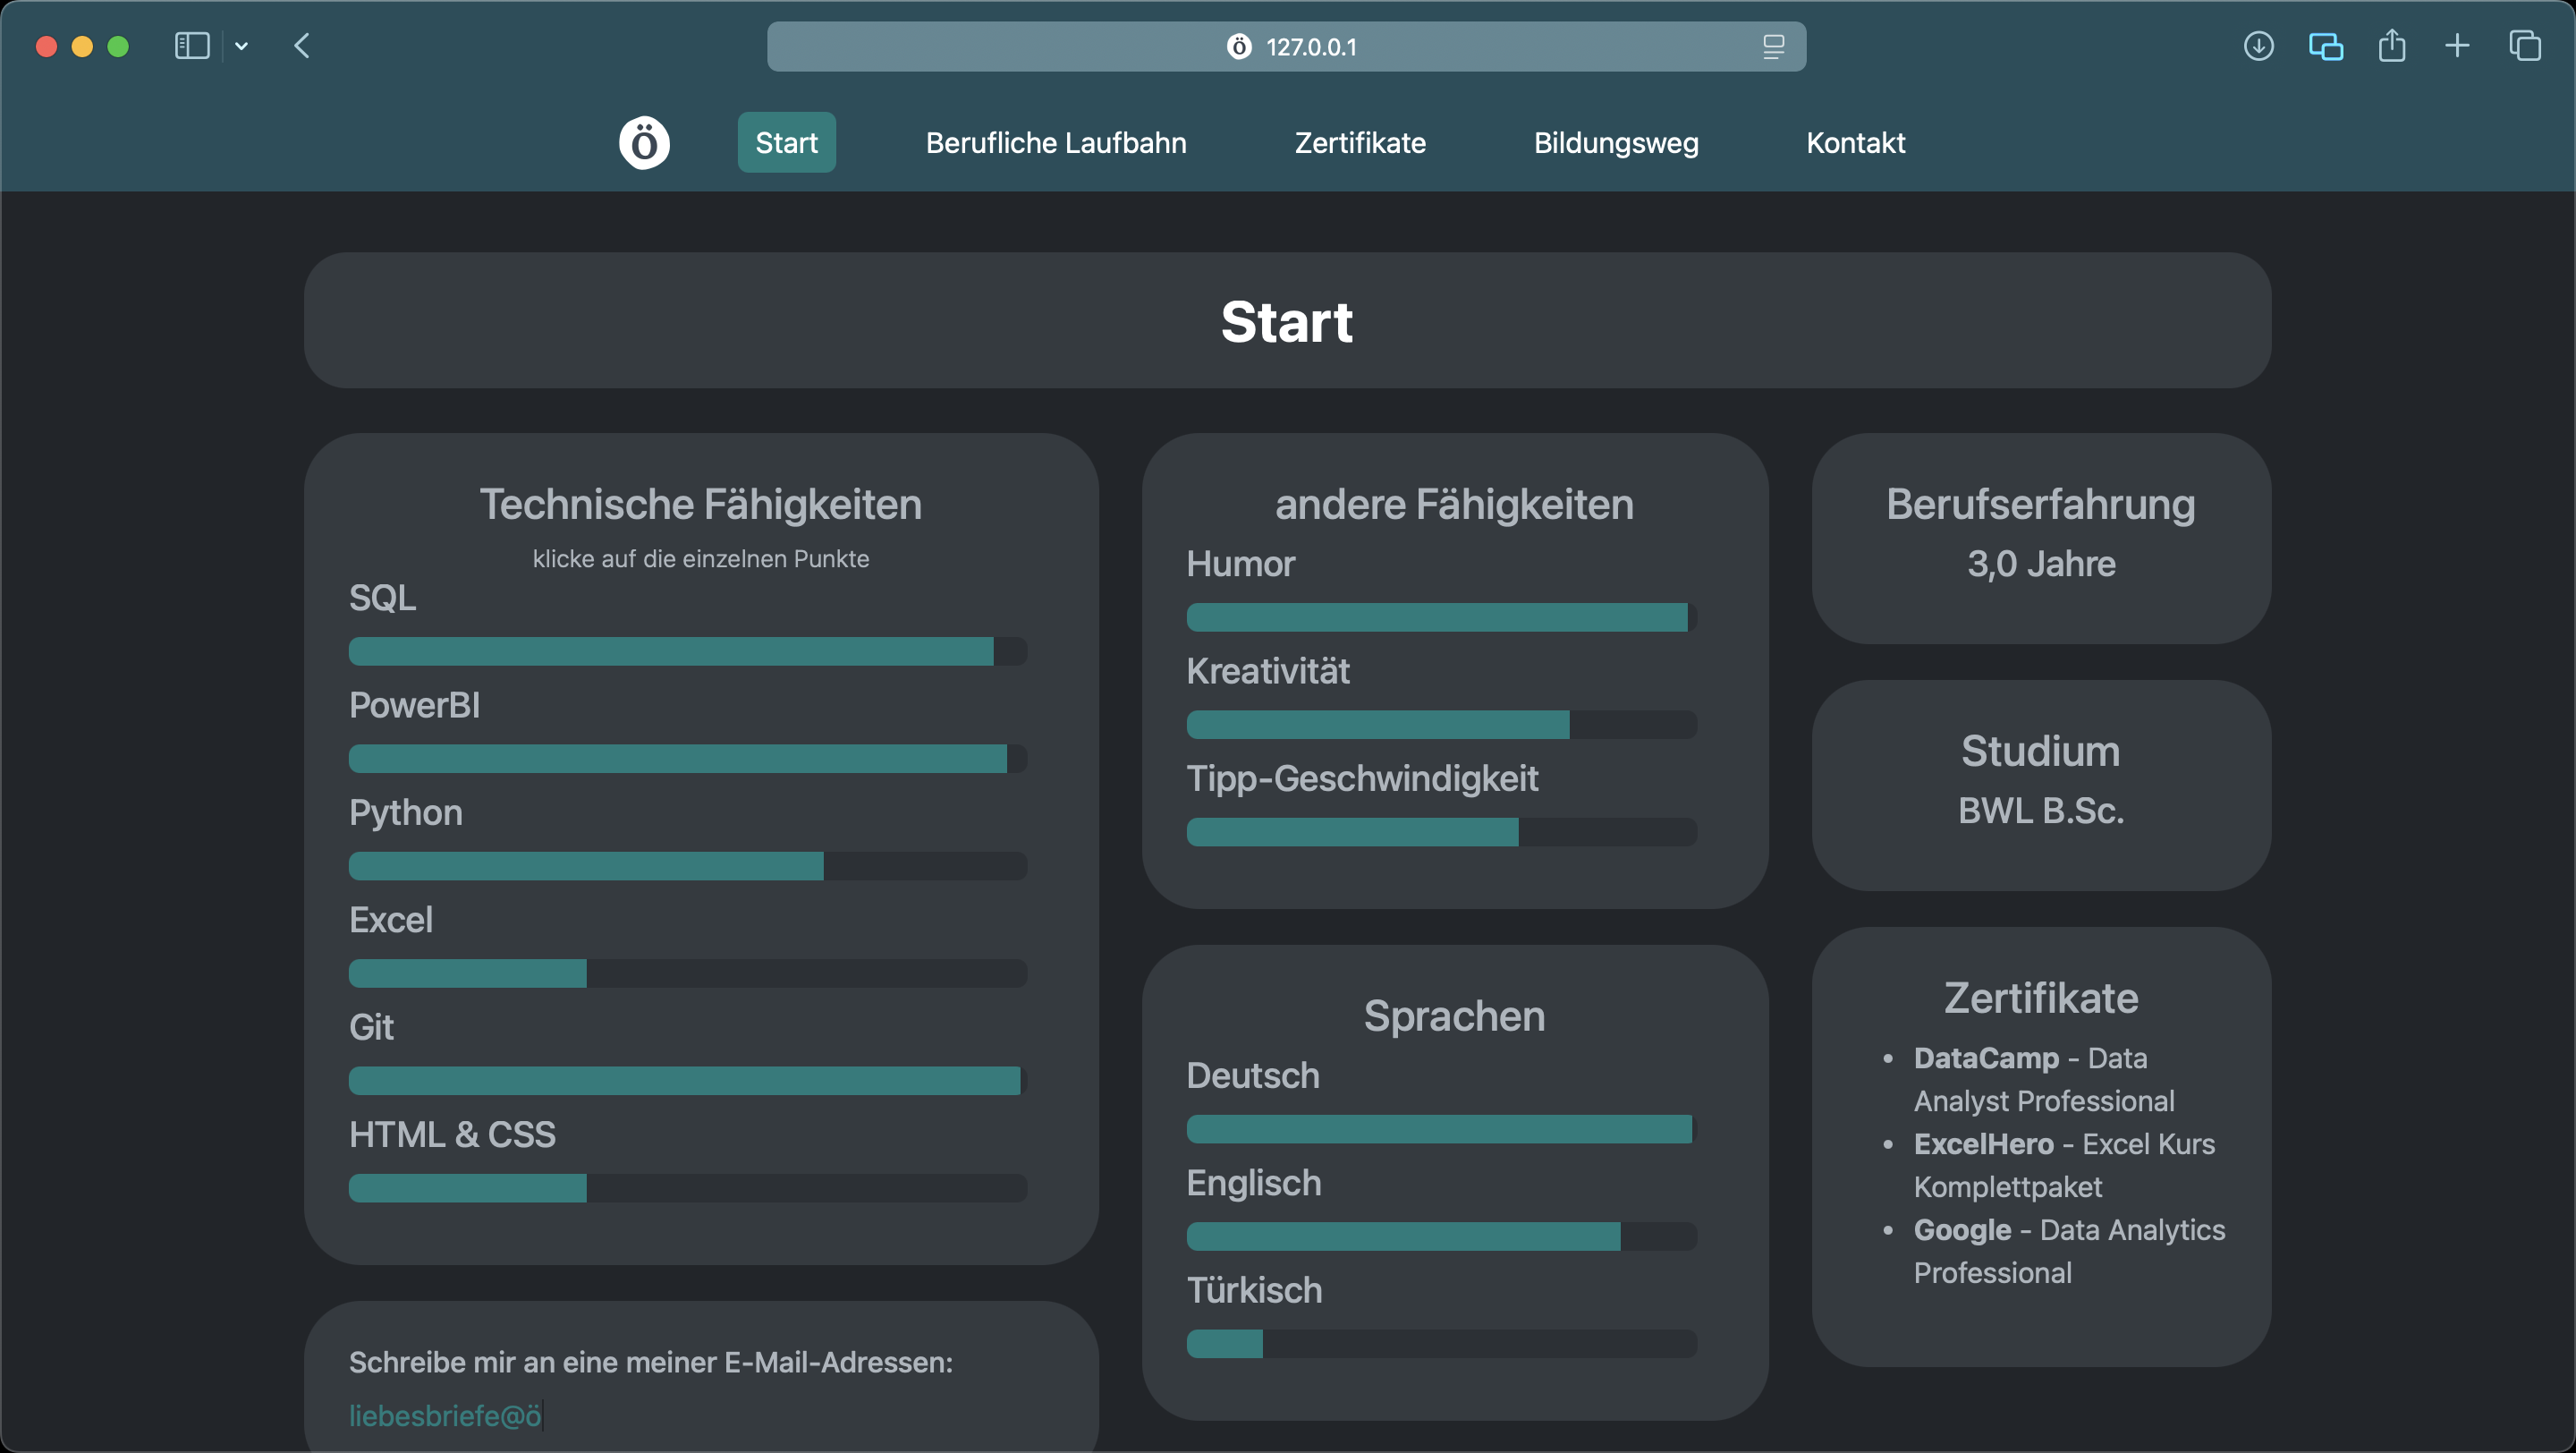 ö 127.0.0.1
ö Start Berufliche Laufbahn Zertifikate Bildungsweg Kontakt
Start
Technische Fähigkeiten
klicke auf die einzelnen Punkte
SQL
PowerBI
Python
Excel
Git
HTML & CSS
Schreibe mir an eine meiner E-Mail-Adressen:
liebesbriefe@ö
andere Fähigkeiten
Humor
Kreativität
Tipp-Geschwindigkeit
Sprachen
Deutsch
Englisch
Türkisch
Berufserfahrung
3,0 Jahre
Studium
BWL B.Sc.
Zertifikate
• DataCamp - Data
Analyst Professional
• ExcelHero - Excel Kurs
Komplettpaket
• Google - Data Analytics
Professional